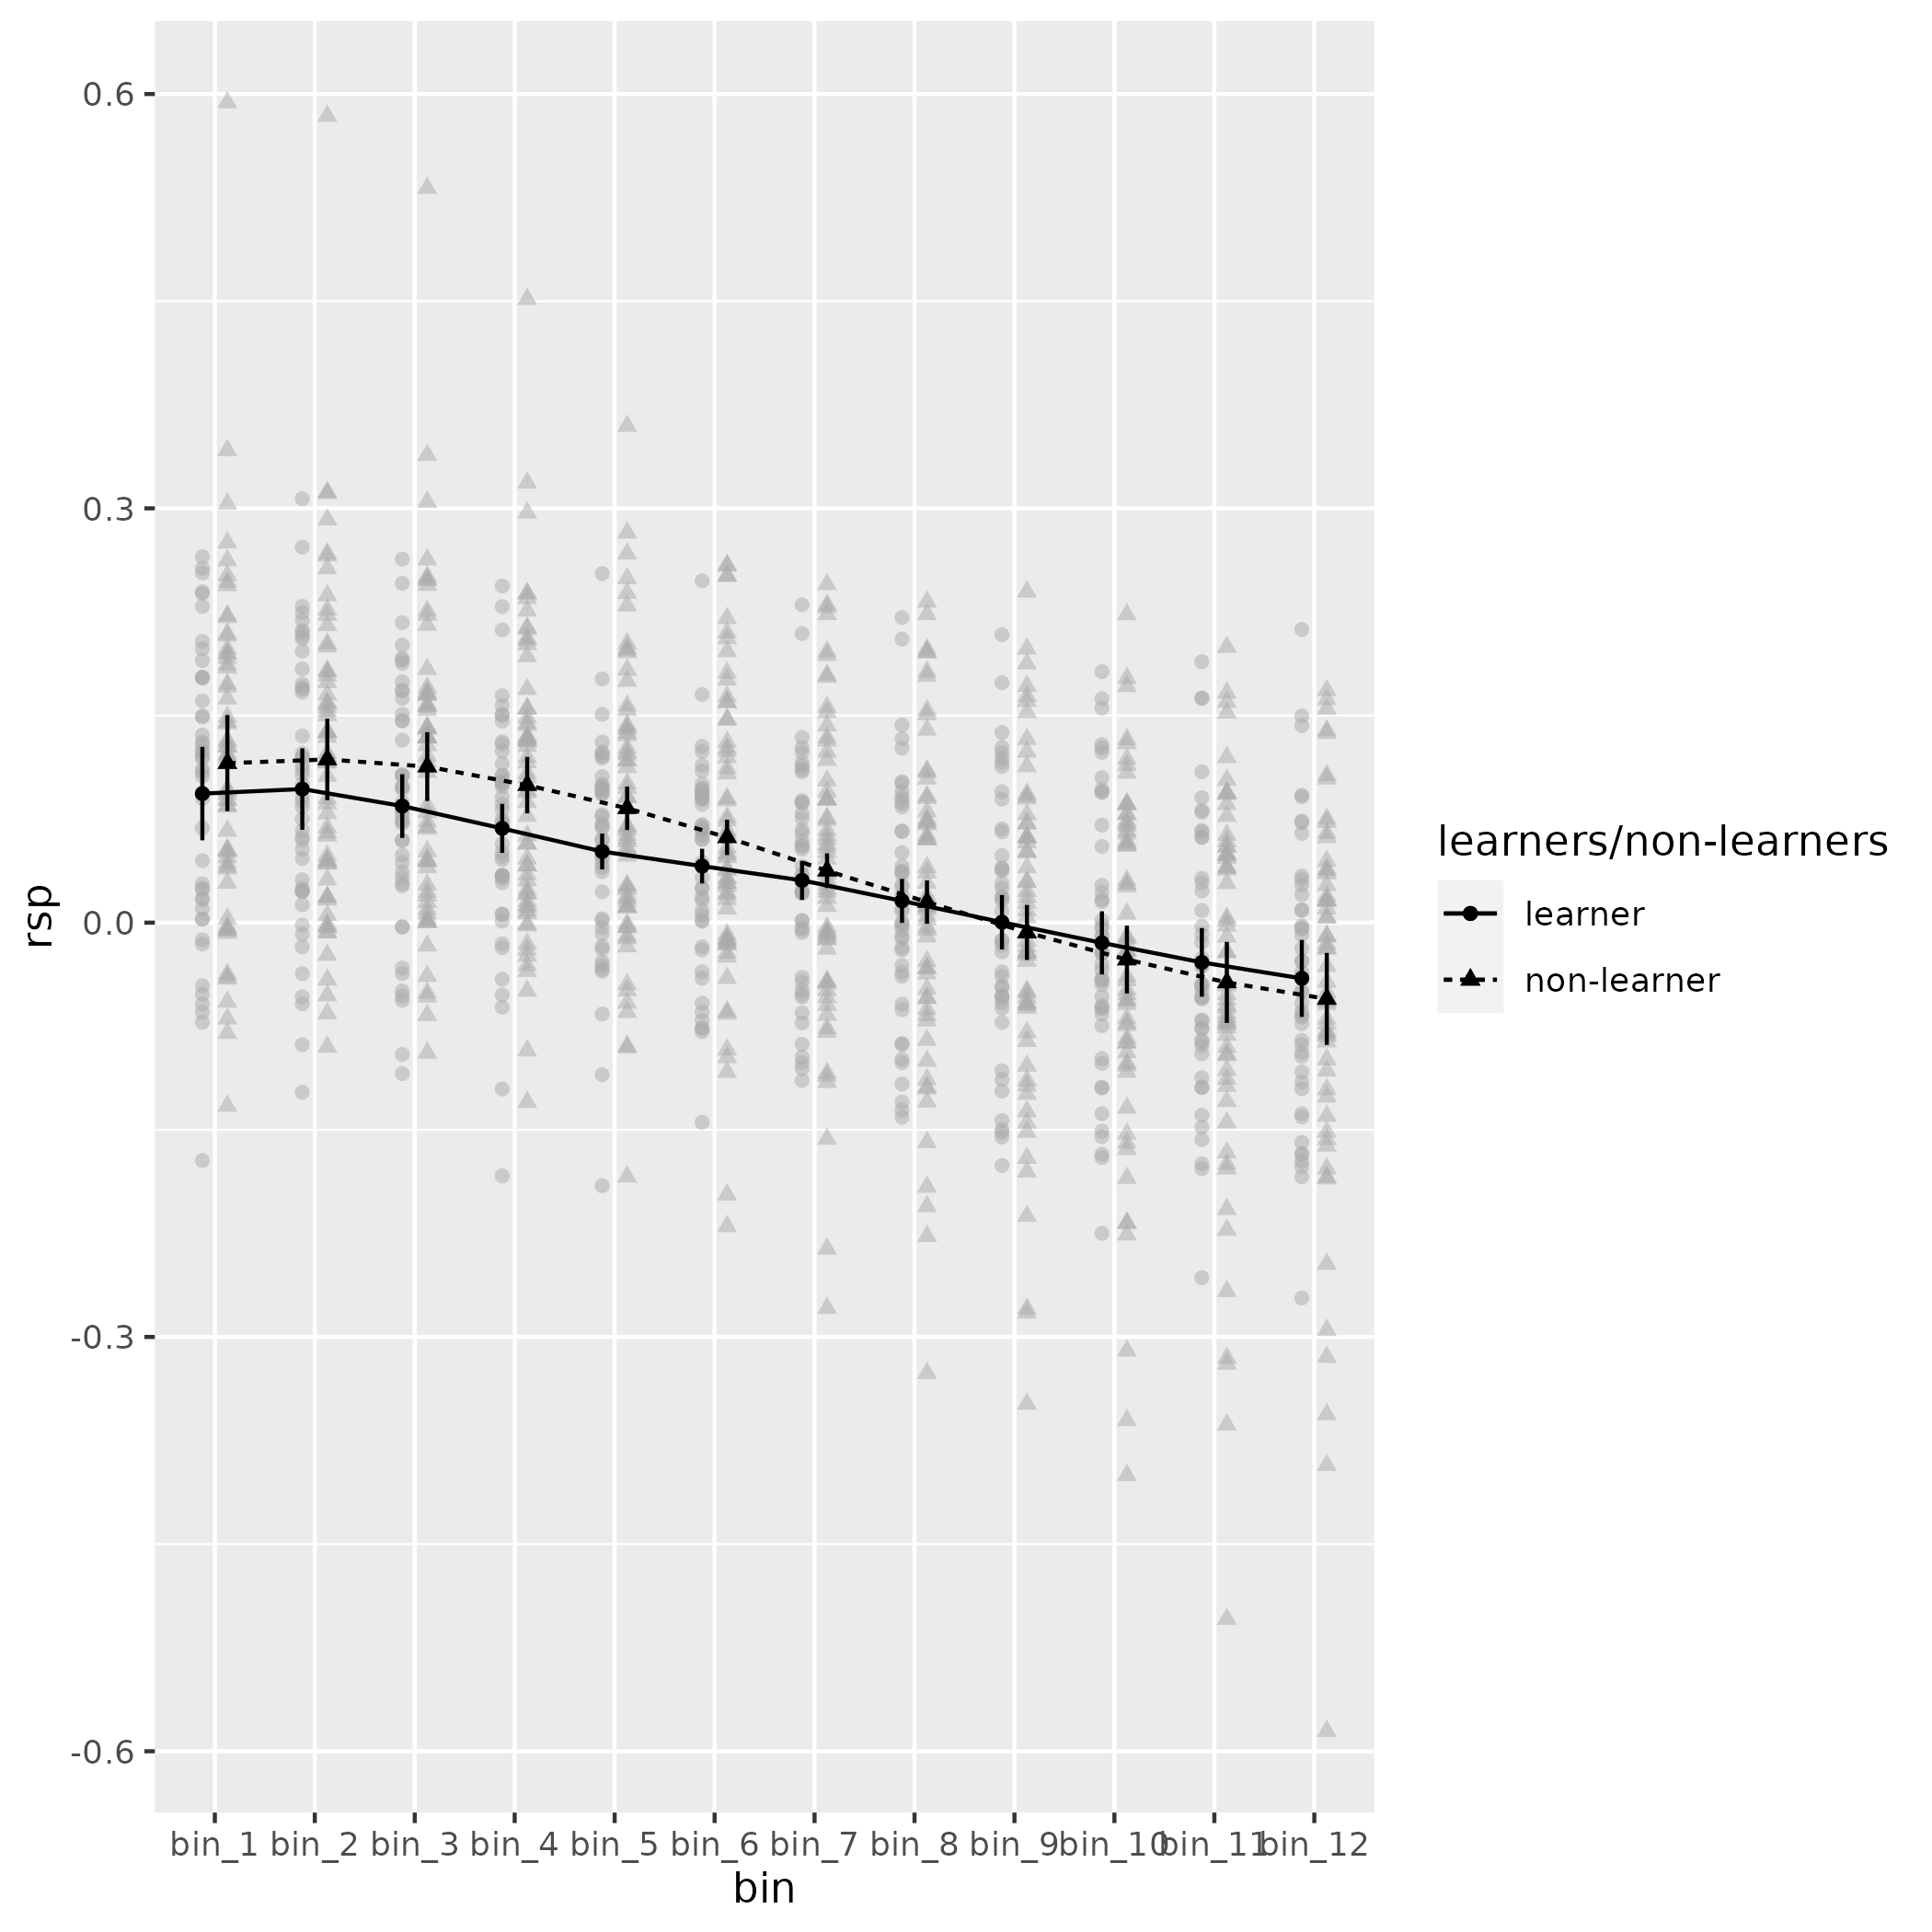 0.6
0.3
0.0
-0.3
-0.6
rsp
bin_1 bin_2 bin_3 bin_4 bin_5 bin_6 bin_7 bin_8 bin_9 bin_10 bin_11 bin_12
bin
learners/non-learners
learner
non-learner